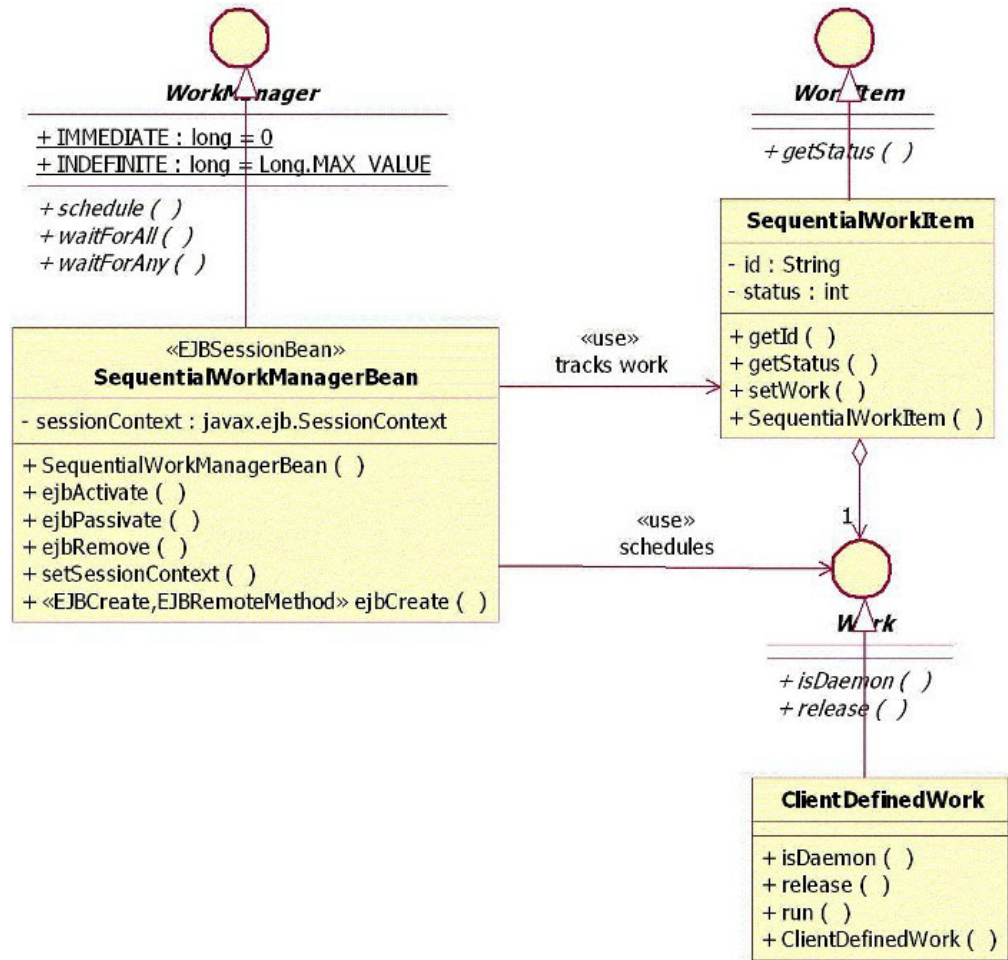 WorkManager
+ IMMEDIATE : long = 0
+ INDEFINITE : long = Long.MAX_VALUE
+ schedule ( )
+ waitForAll ( )
+ waitForAny ( )
WorkItem
+ getStatus ( )
SequentialWorkItem
- id : String
- status : int
+ getId ( )
+ getStatus ( )
+ setWork ( )
+ SequentialWorkItem ( )
«EJBSessionBean»
SequentialWorkManagerBean
- sessionContext : javax.ejb.SessionContext
+ SequentialWorkManagerBean ( )
+ ejbActivate ( )
+ ejbPassivate ( )
+ ejbRemove ( )
+ setSessionContext ( )
+ «EJBCreate,EJBRemoteMethod» ejbCreate ( )
«use»
tracks work
«use»
schedules
1
Work
+ isDaemon ( )
+ release ( )
ClientDefinedWork
+ isDaemon ( )
+ release ( )
+ run ( )
+ ClientDefinedWork ( )